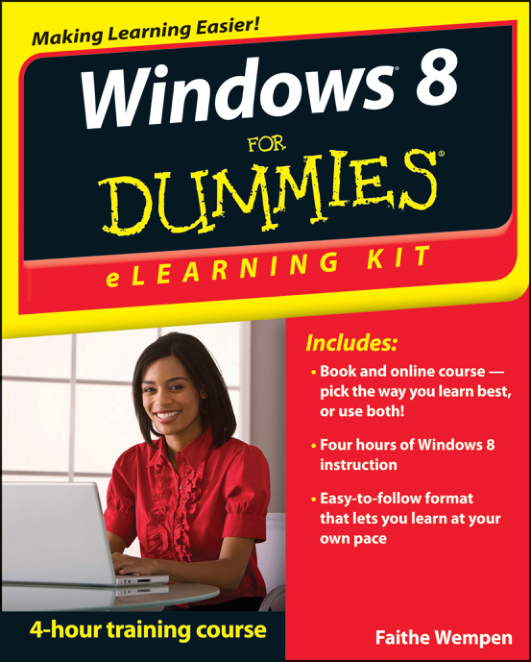 Making Learning Easier!
Windows® 8
FOR
DUMMIES®
eLEARNING KIT
Includes:
• Book and online course —
pick the way you learn best,
or use both!
• Four hours of Windows 8
instruction
• Easy-to-follow format
that lets you learn at your
own pace
4-hour training course
Faithe Wempen